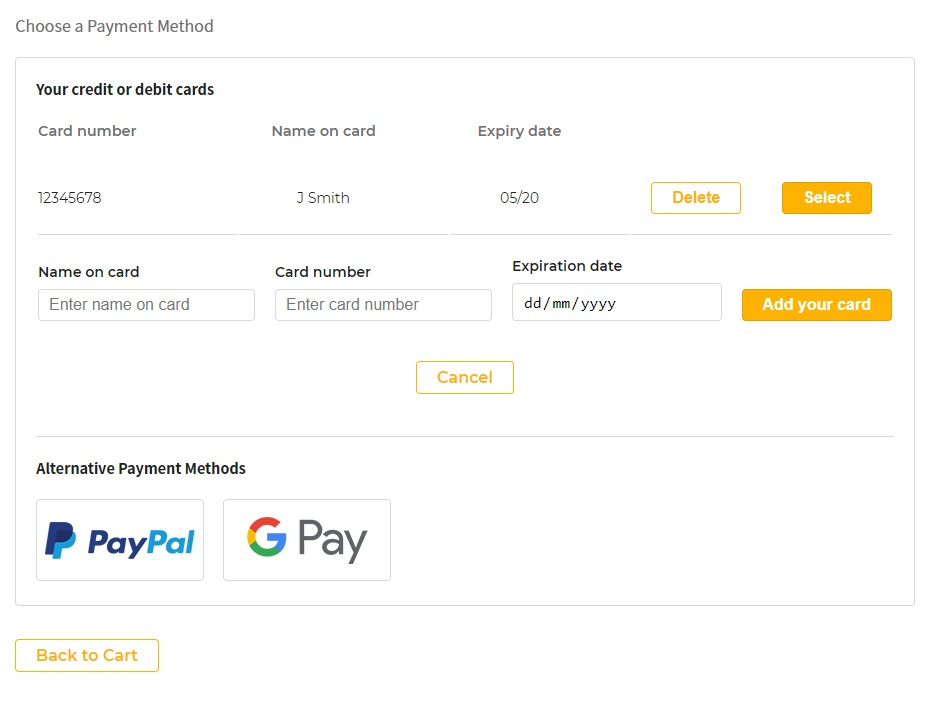 Choose a Payment Method
Your credit or debit cards
Card number Name on card Expiry date
12345678 J Smith 05/20 Delete Select
Name on card Card number Expiration date
Enter name on card Enter card number dd/mm/yyyy Add your card
Cancel
Alternative Payment Methods
PayPal G Pay
Back to Cart